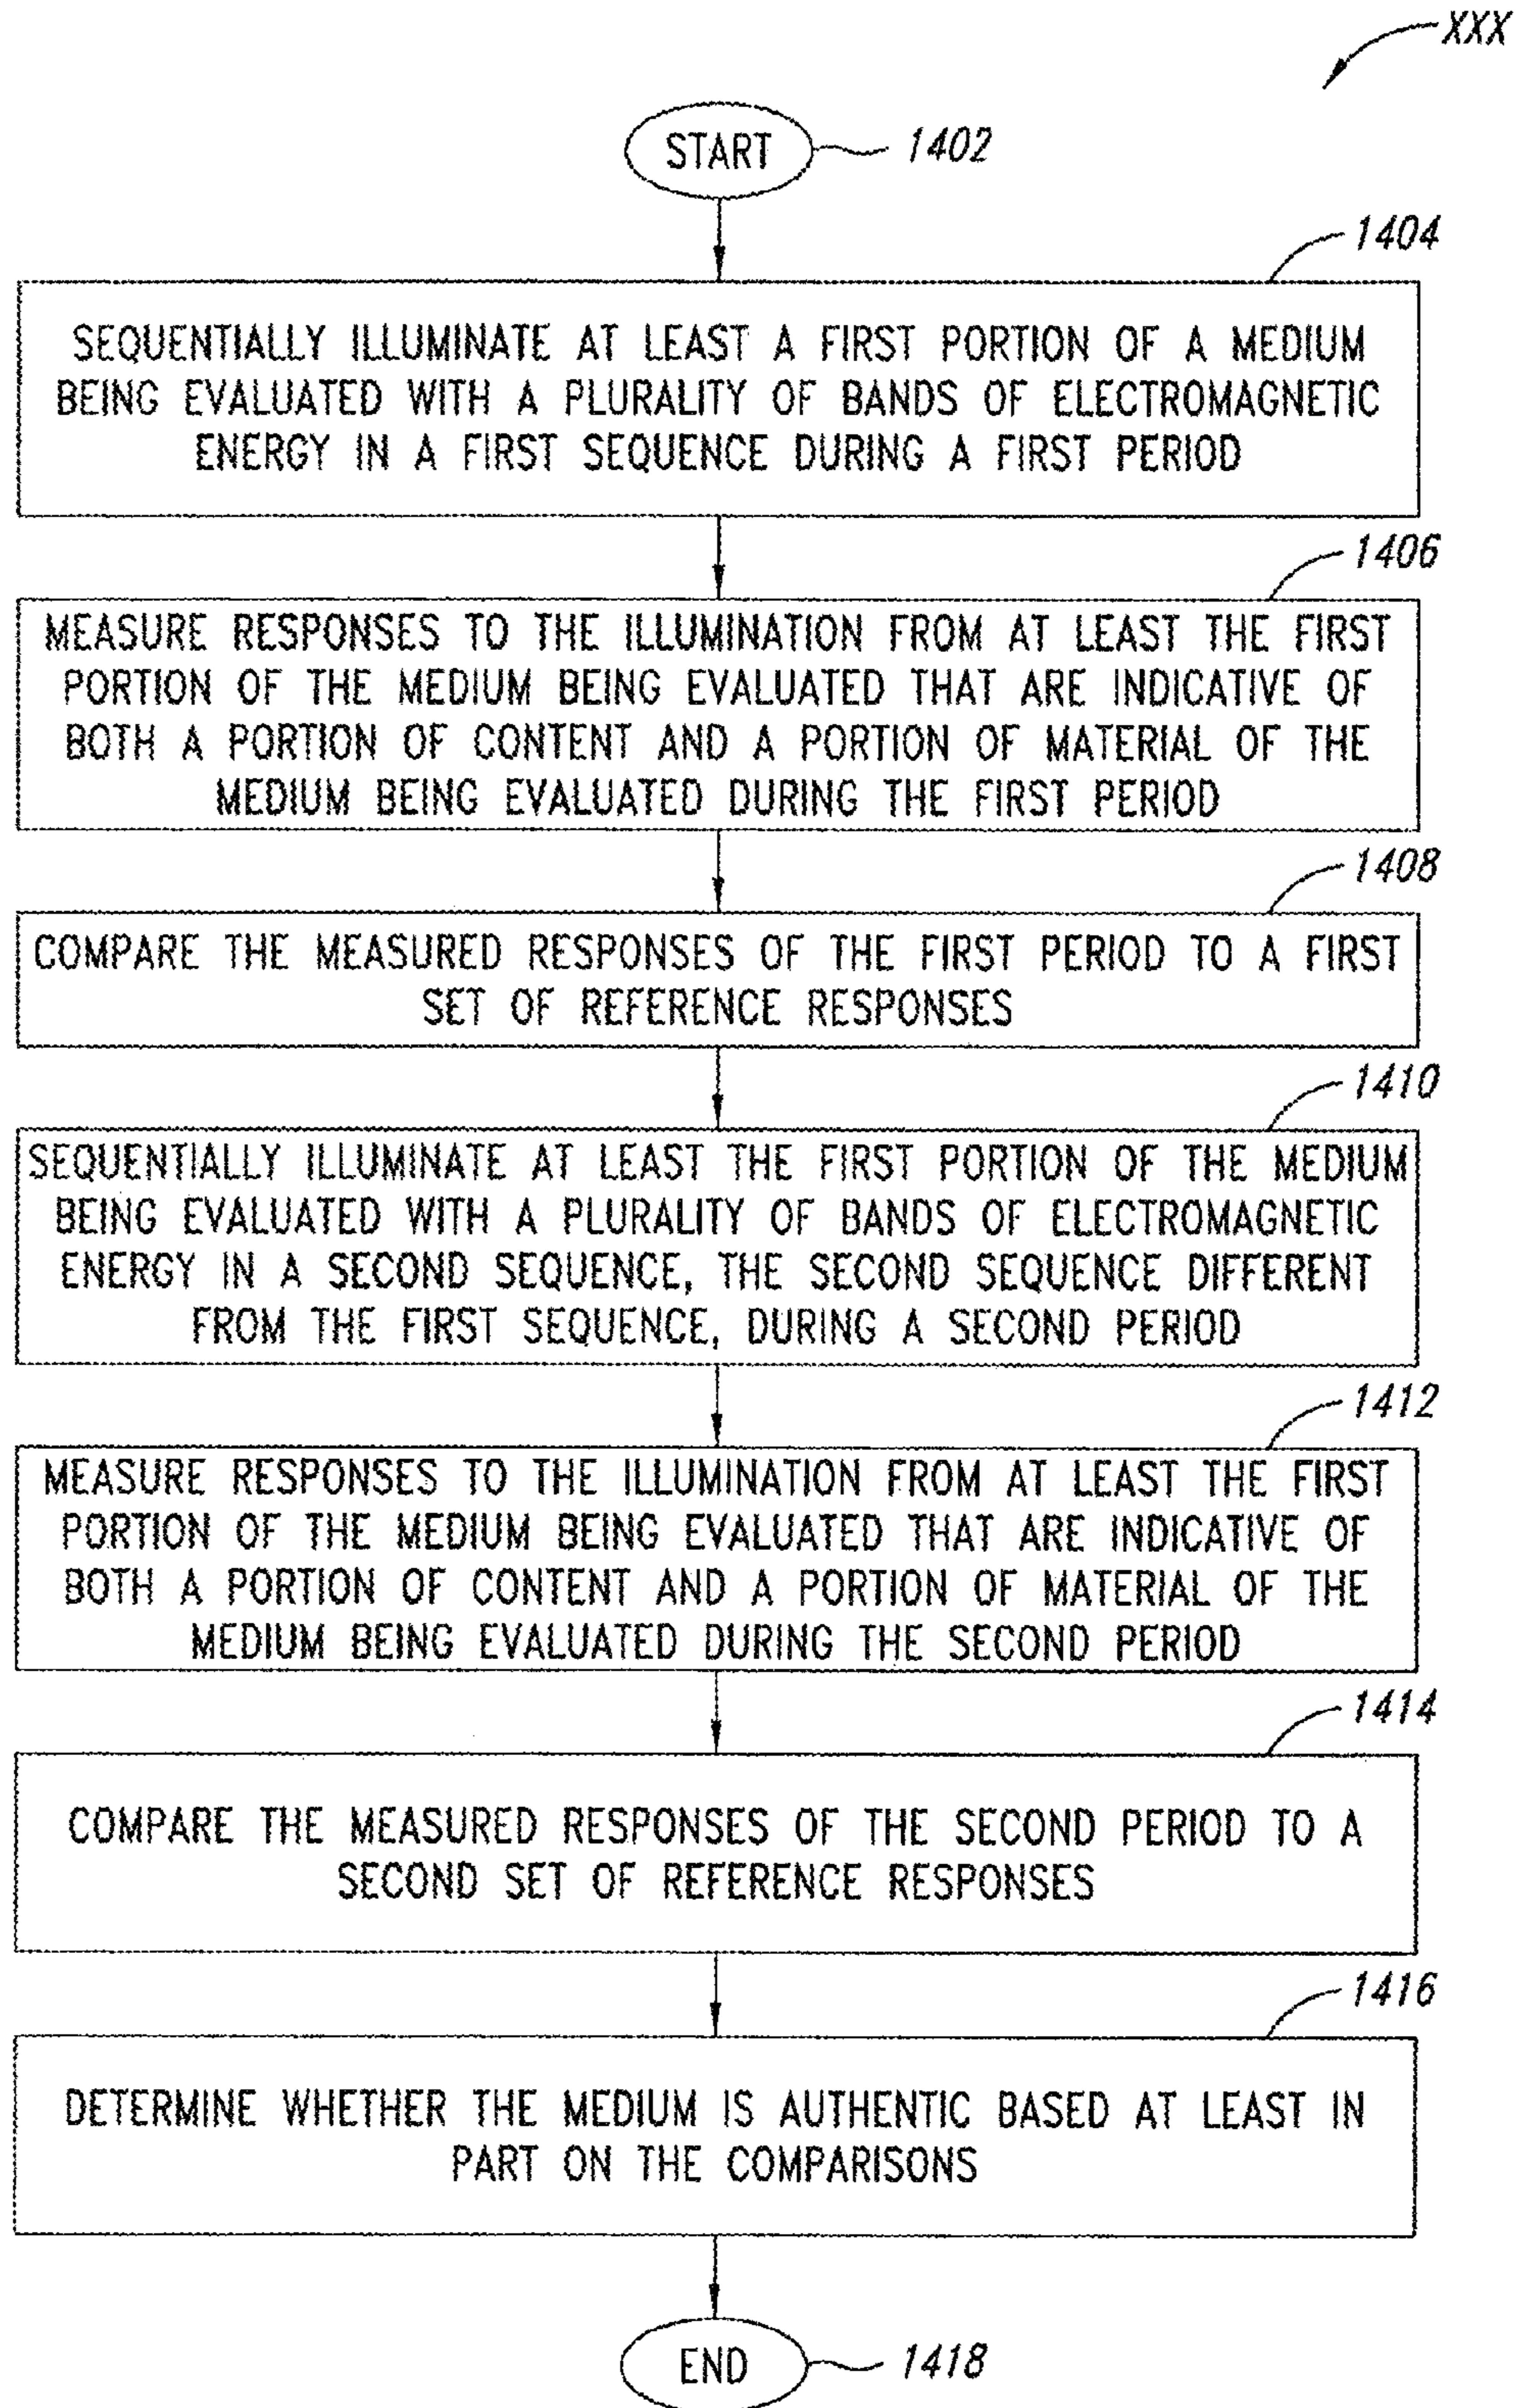 XXX
START
1402
1404
SEQUENTIALLY ILLUMINATE AT LEAST A FIRST PORTION OF A MEDIUM
BEING EVALUATED WITH A PLURALITY OF BANDS OF ELECTROMAGNETIC
ENERGY IN A FIRST SEQUENCE DURING A FIRST PERIOD
1406
MEASURE RESPONSES TO THE ILLUMINATION FROM AT LEAST THE FIRST
PORTION OF THE MEDIUM BEING EVALUATED THAT ARE INDICATIVE OF
BOTH A PORTION OF CONTENT AND A PORTION OF MATERIAL OF THE
MEDIUM BEING EVALUATED DURING THE FIRST PERIOD
1408
COMPARE THE MEASURED RESPONSES OF THE FIRST PERIOD TO A FIRST
SET OF REFERENCE RESPONSES
1410
SEQUENTIALLY ILLUMINATE AT LEAST THE FIRST PORTION OF THE MEDIUM
BEING EVALUATED WITH A PLURALITY OF BANDS OF ELECTROMAGNETIC
ENERGY IN A SECOND SEQUENCE, THE SECOND SEQUENCE DIFFERENT
FROM THE FIRST SEQUENCE, DURING A SECOND PERIOD
1412
MEASURE RESPONSES TO THE ILLUMINATION FROM AT LEAST THE FIRST
PORTION OF THE MEDIUM BEING EVALUATED THAT ARE INDICATIVE OF
BOTH A PORTION OF CONTENT AND A PORTION OF MATERIAL OF THE
MEDIUM BEING EVALUATED DURING THE SECOND PERIOD
1414
COMPARE THE MEASURED RESPONSES OF THE SECOND PERIOD TO A
SECOND SET OF REFERENCE RESPONSES
1416
DETERMINE WHETHER THE MEDIUM IS AUTHENTIC BASED AT LEAST IN
PART ON THE COMPARISONS
END
1418